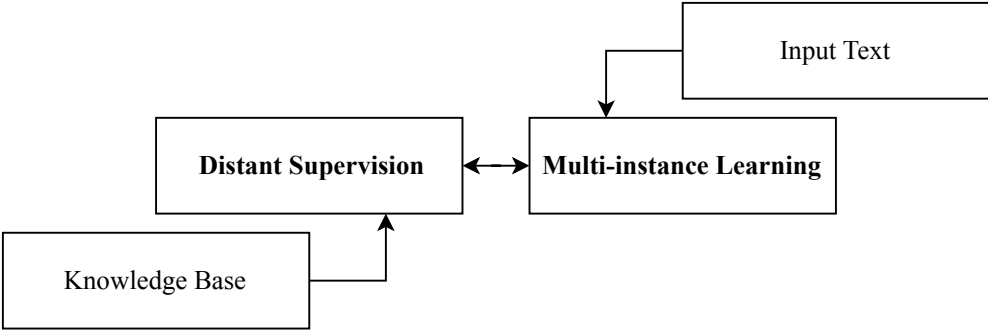 Input Text
Distant Supervision
Multi-instance Learning
Knowledge Base